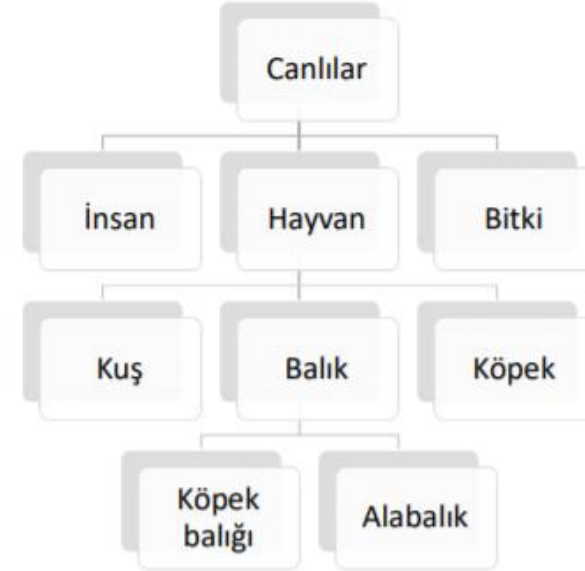 Canlılar
İnsan
Hayvan
Bitki
Kuş
Balık
Köpek
Köpek
balığı
Alabalık